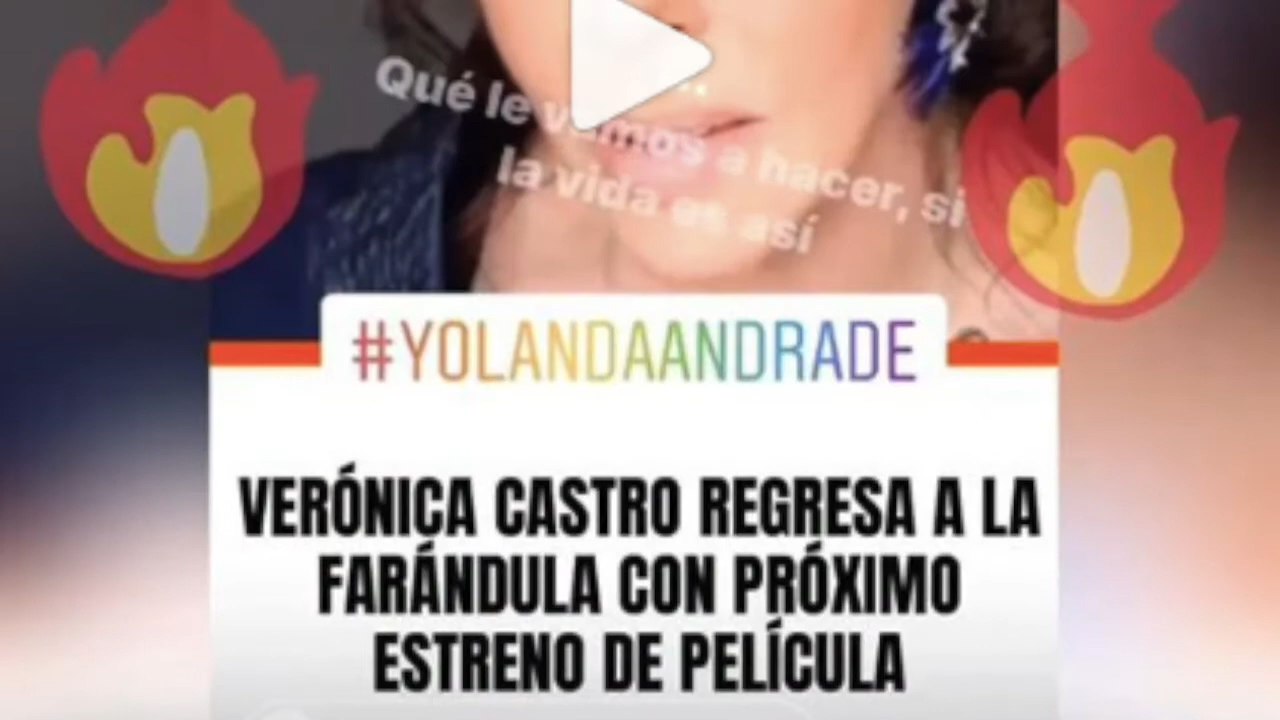 Qué le vamos a hacer, si
la vida es así
#YOLANDAANDRADE
VERÓNICA CASTRO REGRESA A LA
FARÁNDULA CON PRÓXIMO
ESTRENO DE PELÍCULA